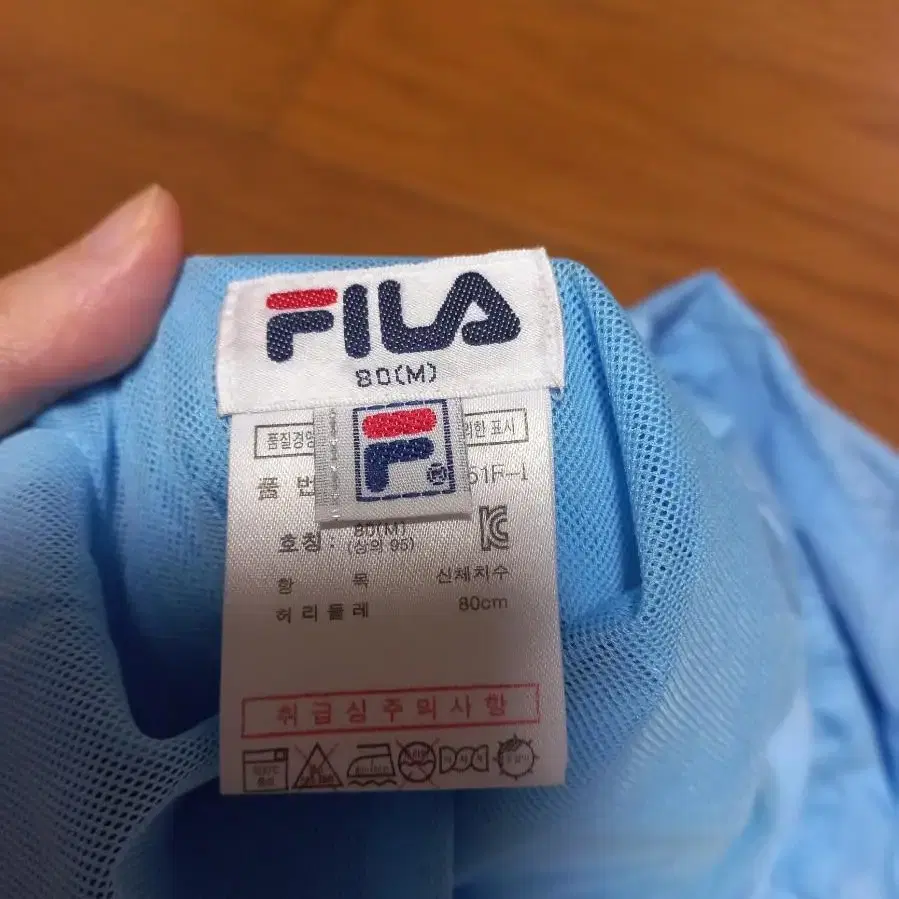 FILA
80(M)
품질경영 의한 표시
F®
품 번 51F-1
호칭 : 80(M)
(상의 95)
항 목 신체치수
허리둘레 80cm
취급상주의사항